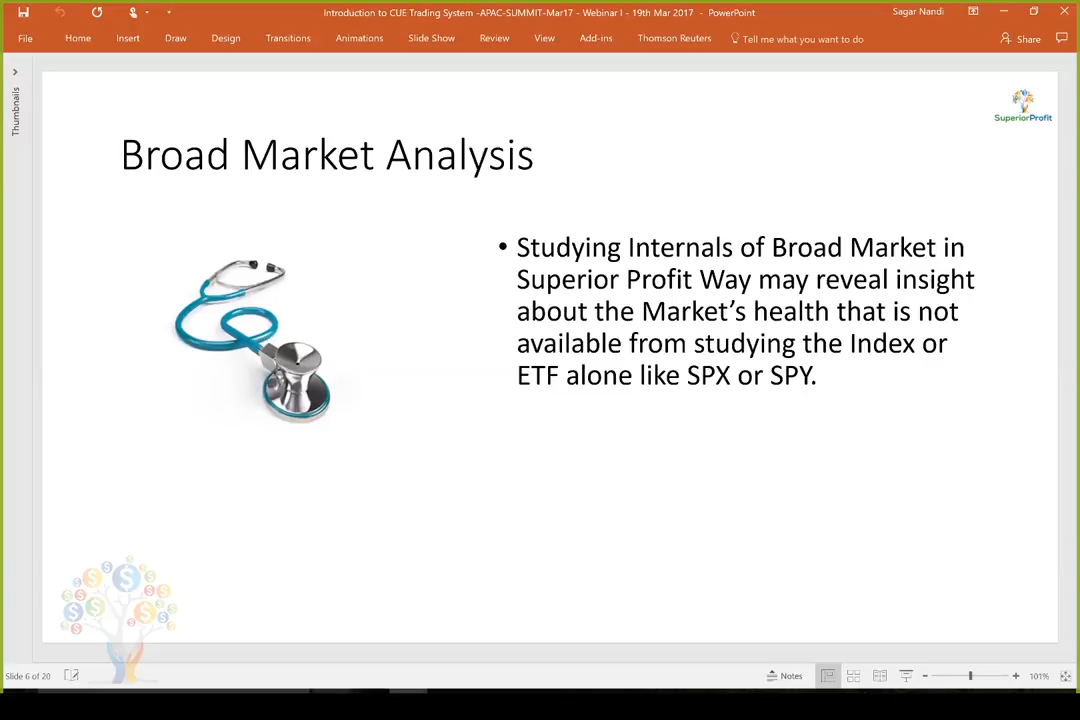 Introduction to CUE Trading System -APAC-SUMMIT-Mar17 - Webinar I - 19th Mar 2017 - PowerPoint
Sagar Nandi
File Home Insert Draw Design Transitions Animations Slide Show Review View Add-ins Thomson Reuters Tell me what you want to do Share
Thumbnails
SuperiorProfit
Broad Market Analysis
• Studying Internals of Broad Market in
Superior Profit Way may reveal insight
about the Market’s health that is not
available from studying the Index or
ETF alone like SPX or SPY.
Slide 6 of 20
Notes
101%